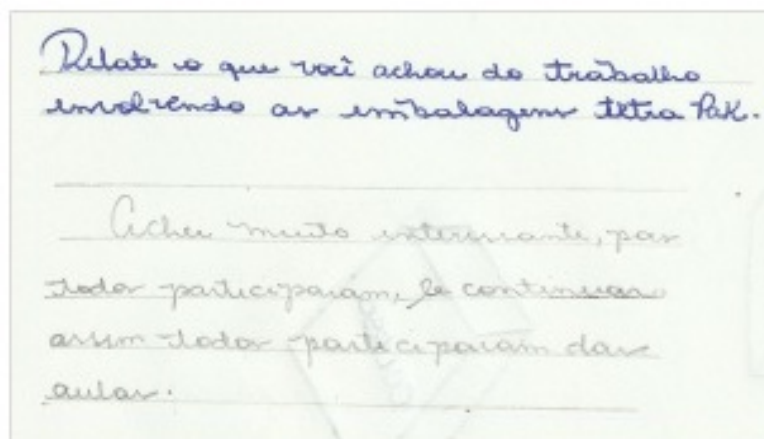 Relate o que você achou do trabalho
envolvendo as embalagens tetra Pak.
Achei muito interessante, pois
todos participaram, se continuar
assim todos participaram das
aulas.